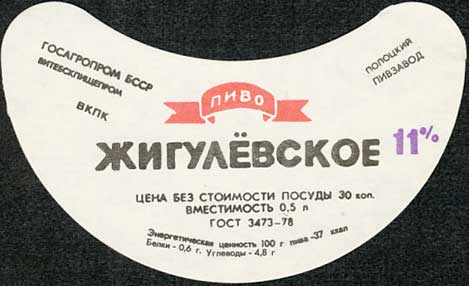 ГОСАГРОПРОМ БССР
ВИТЕБСКПИЩЕПРОМ
ВКПК
ПОЛОЦКИЙ
ПИВЗАВОД
ПИВО
ЖИГУЛЁВСКОЕ 11%
ЦЕНА БЕЗ СТОИМОСТИ ПОСУДЫ 30 коп.
ВМЕСТИМОСТЬ 0,5 л
ГОСТ 3473-78
Энергетическая ценность 100 г пива -37 ккал
Белки - 0,6 г. Углеводы - 4,8 г